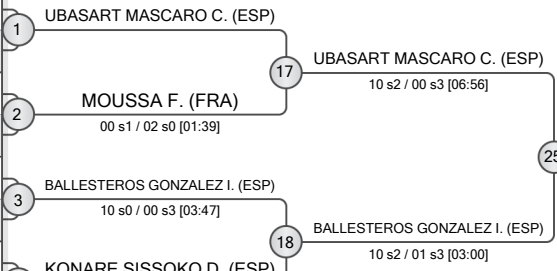 UBASART MASCARO C. (ESP)
1
UBASART MASCARO C. (ESP)
17
10 s2 / 00 s3 [06:56]
MOUSSA F. (FRA)
2
00 s1 / 02 s0 [01:39]
25
BALLESTEROS GONZALEZ I. (ESP)
3
10 s0 / 00 s3 [03:47]
BALLESTEROS GONZALEZ I. (ESP)
18
10 s2 / 01 s3 [03:00]
KONARE SISSOKO D. (ESP)